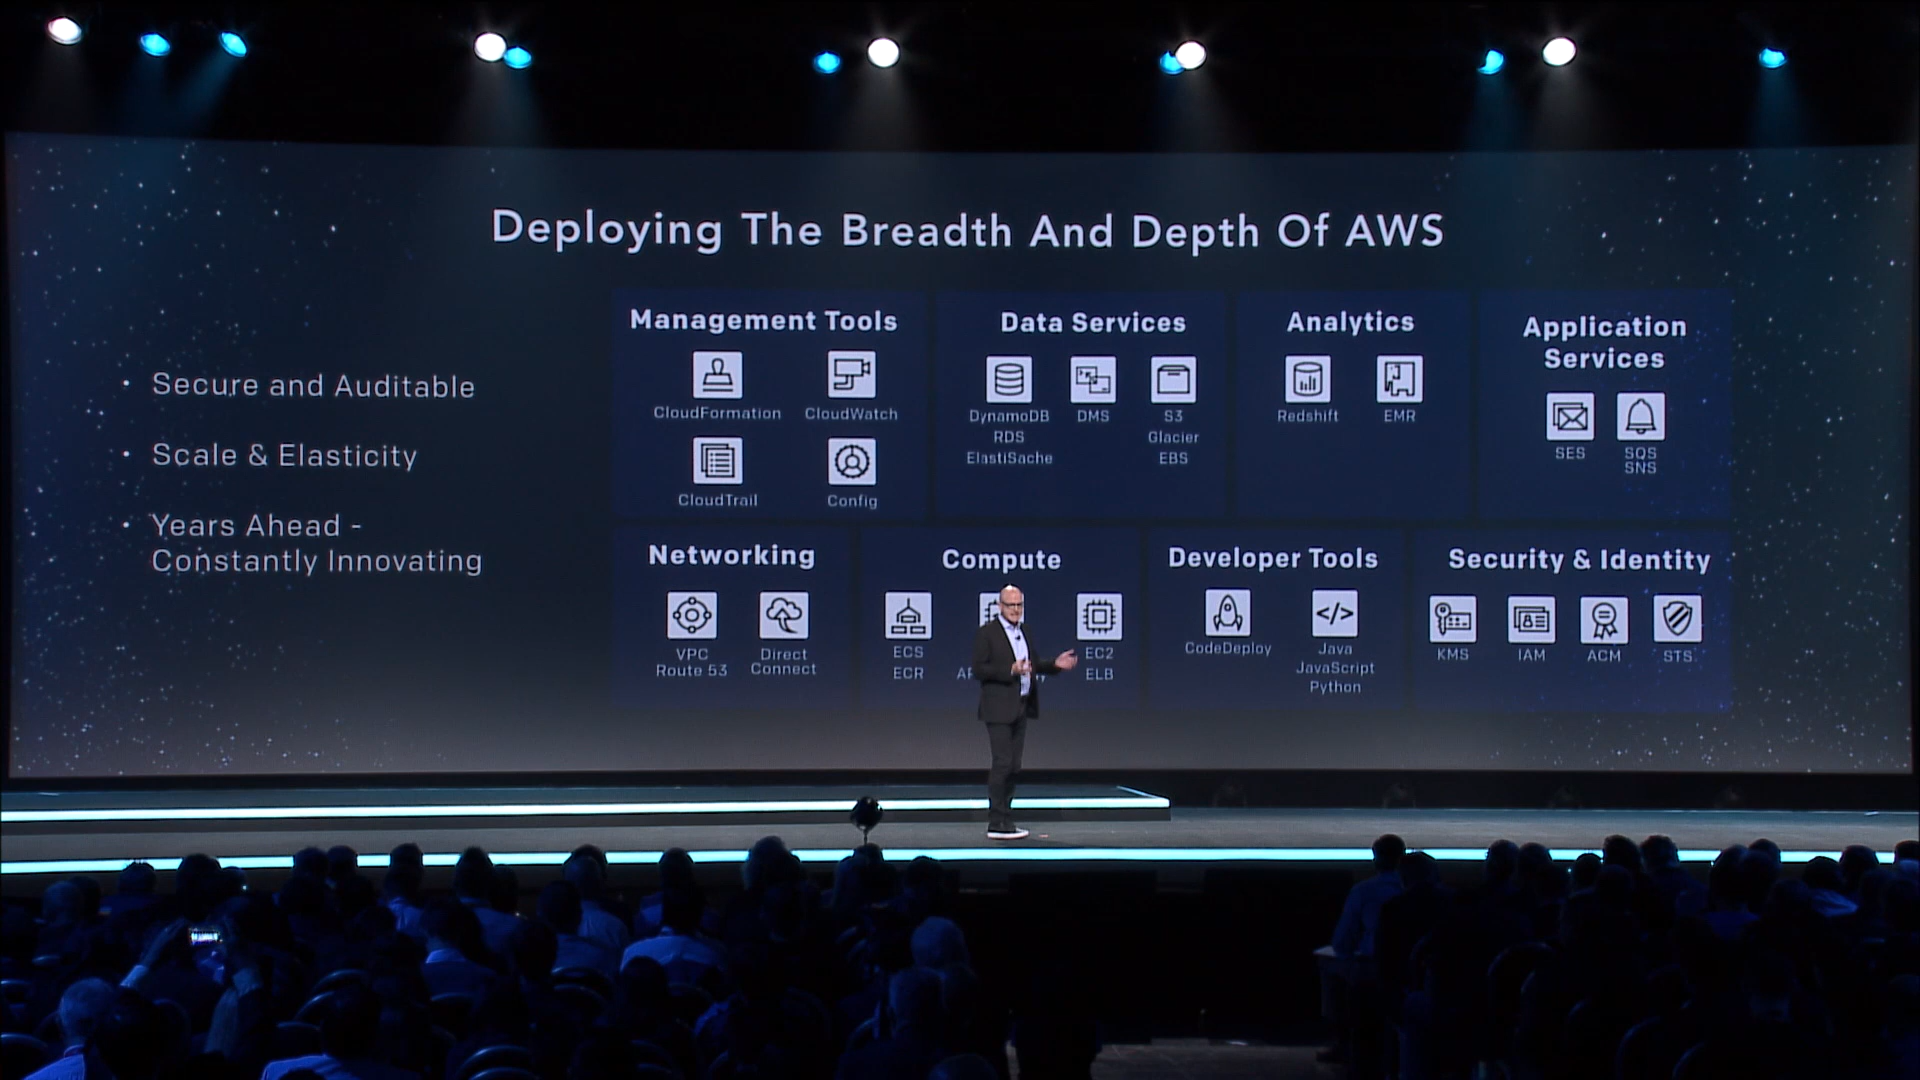 Deploying The Breadth And Depth Of AWS
• Secure and Auditable
• Scale & Elasticity
• Years Ahead -
Constantly Innovating
Management Tools
CloudFormation
CloudWatch
CloudTrail
Config
Data Services
DynamoDB
RDS
ElastiSache
DMS
S3
Glacier
EBS
Analytics
Redshift
EMR
Application
Services
SES
SQS
SNS
Networking
VPC
Route 53
Direct
Connect
Compute
ECS
ECR
EC2
ELB
Developer Tools
CodeDeploy
Java
JavaScript
Python
Security & Identity
KMS
IAM
ACM
STS